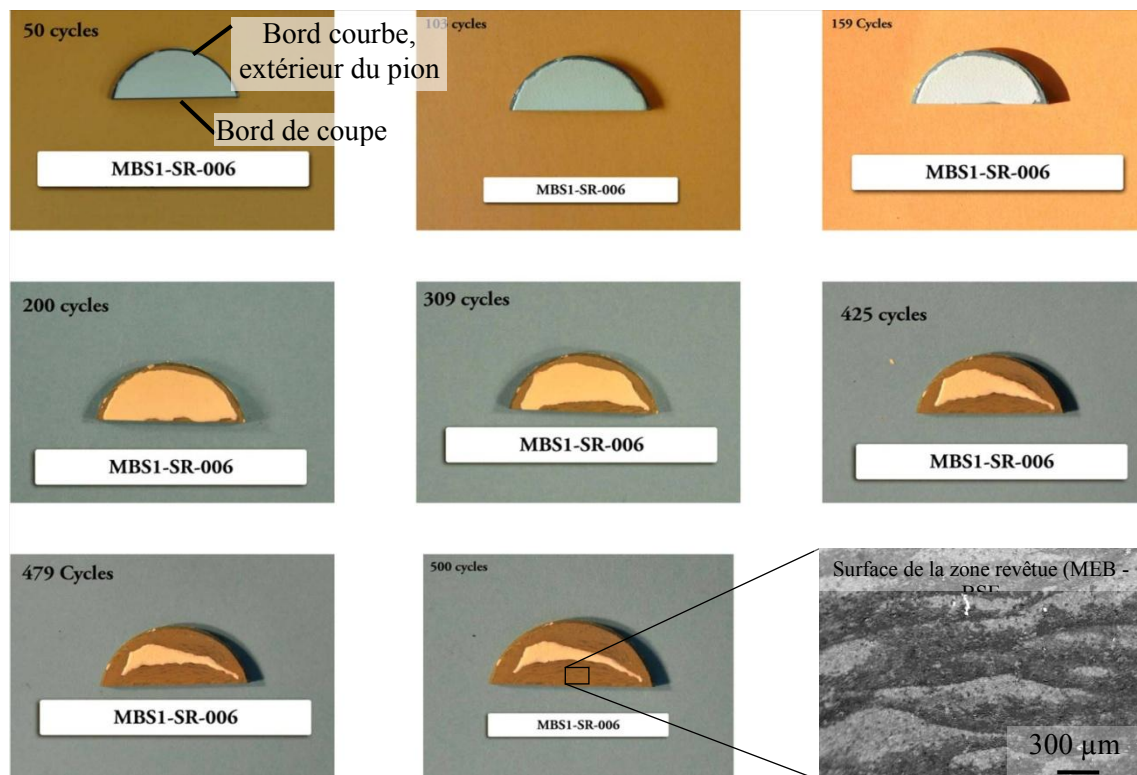 50 cycles
Bord courbe,
extérieur du pion
Bord de coupe
MBS1-SR-006
103 cycles
MBS1-SR-006
159 Cycles
MBS1-SR-006
200 cycles
MBS1-SR-006
309 cycles
MBS1-SR-006
425 cycles
MBS1-SR-006
479 Cycles
MBS1-SR-006
500 cycles
MBS1-SR-006
Surface de la zone revêtue (MEB -
BSE
300 µm